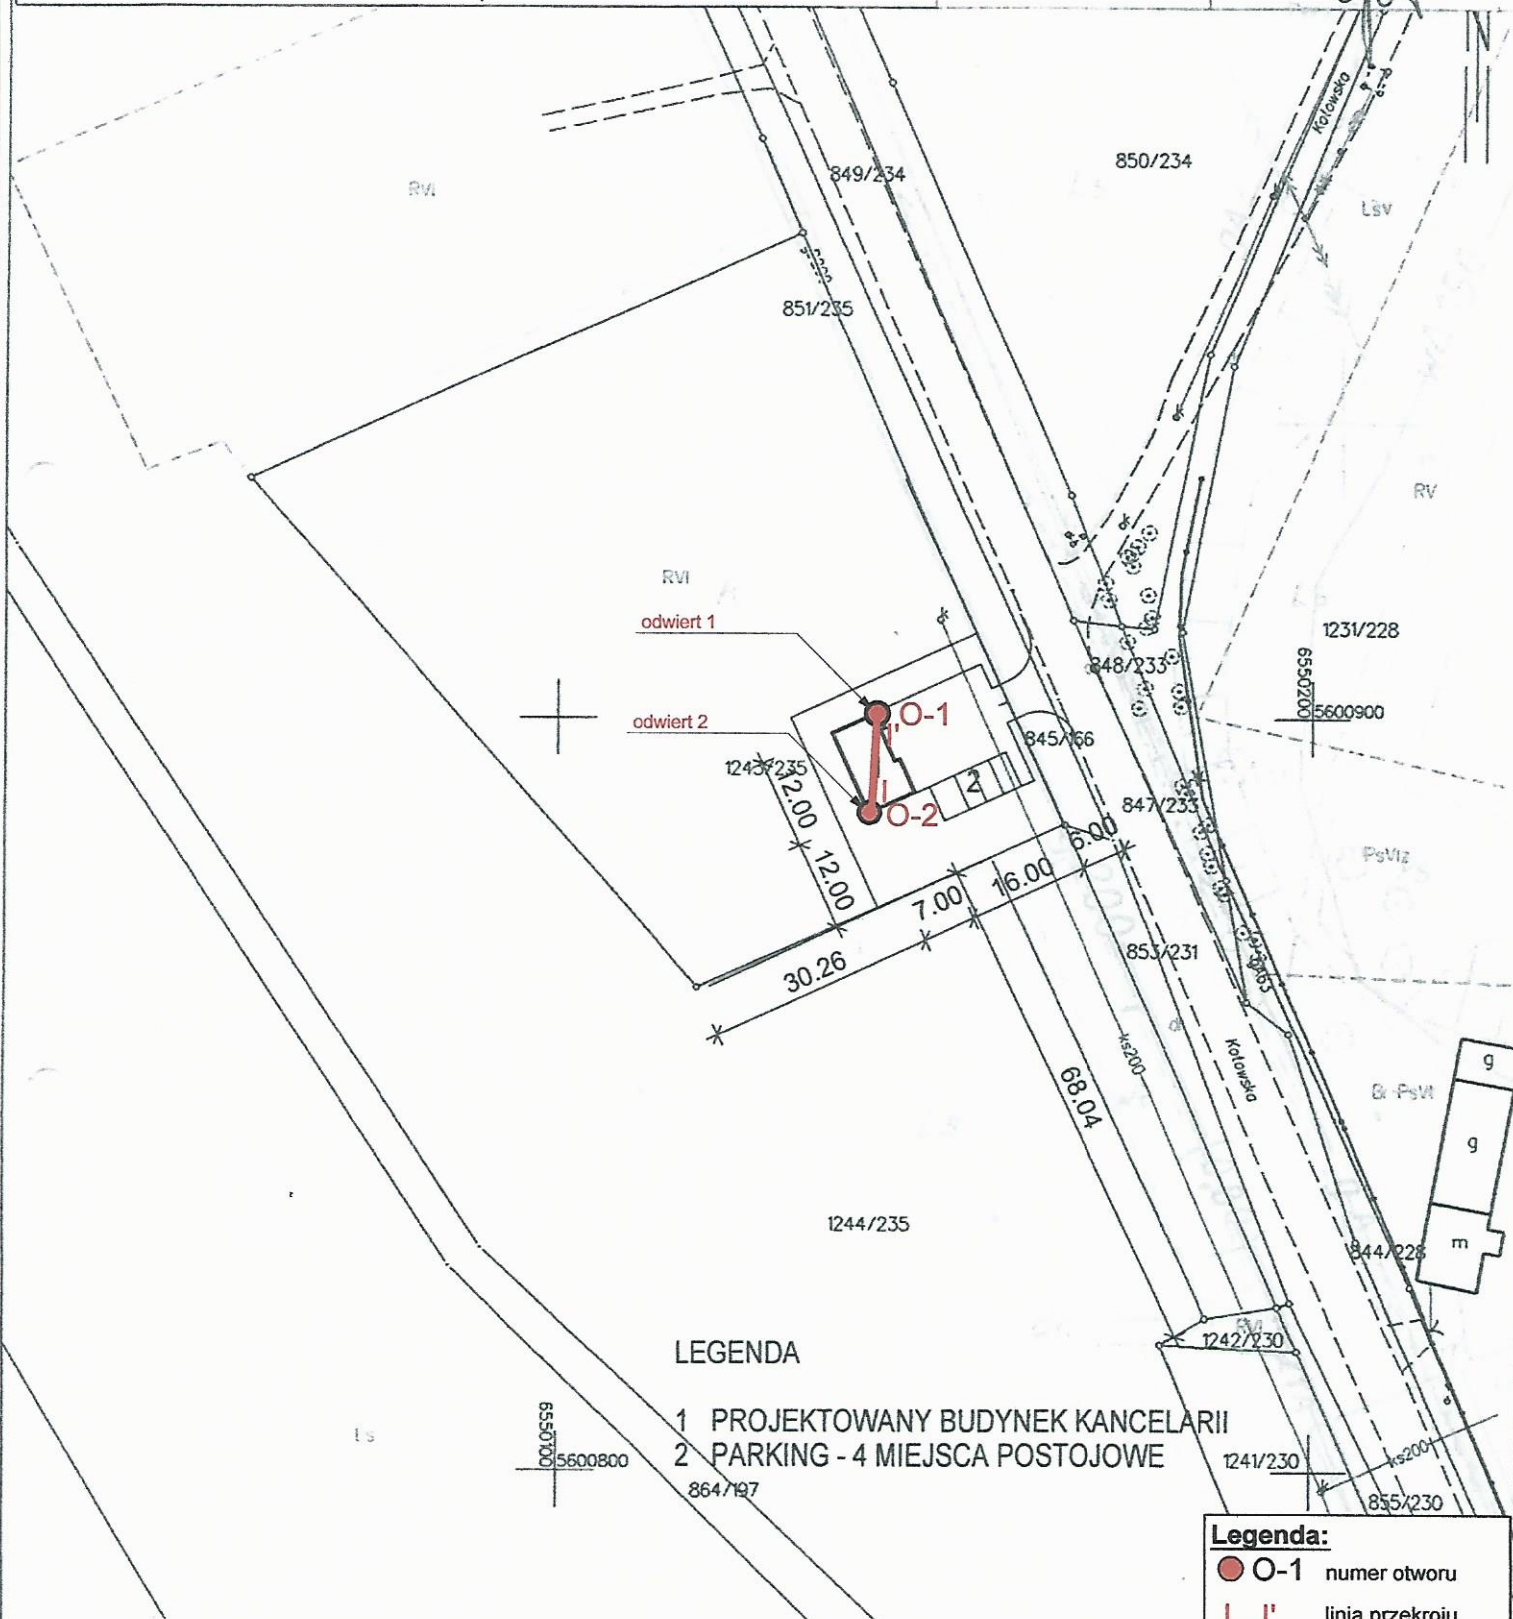 Kołowska
849/234
850/234
RVI
LsV
851/235
RV
RVI
odwiert 1
1231/228
848/233
6550200
5600900
O-1
odwiert 2
I'
845/166
1243/235
2
12.00
I
O-2
847/233
6.00
PsVIz
12.00
16.00
7.00
853/231
30.26
dr
ks200
Kołowska
g
68.04
g
1244/235
m
844/228
RVI
1242/230
LEGENDA
1 PROJEKTOWANY BUDYNEK KANCELARII
2 PARKING - 4 MIEJSCA POSTOJOWE
Ls
6550100
5600800
1241/230
ks200
864/197
855/230
Legenda:
O-1 numer otworu
I I' linia przekroju